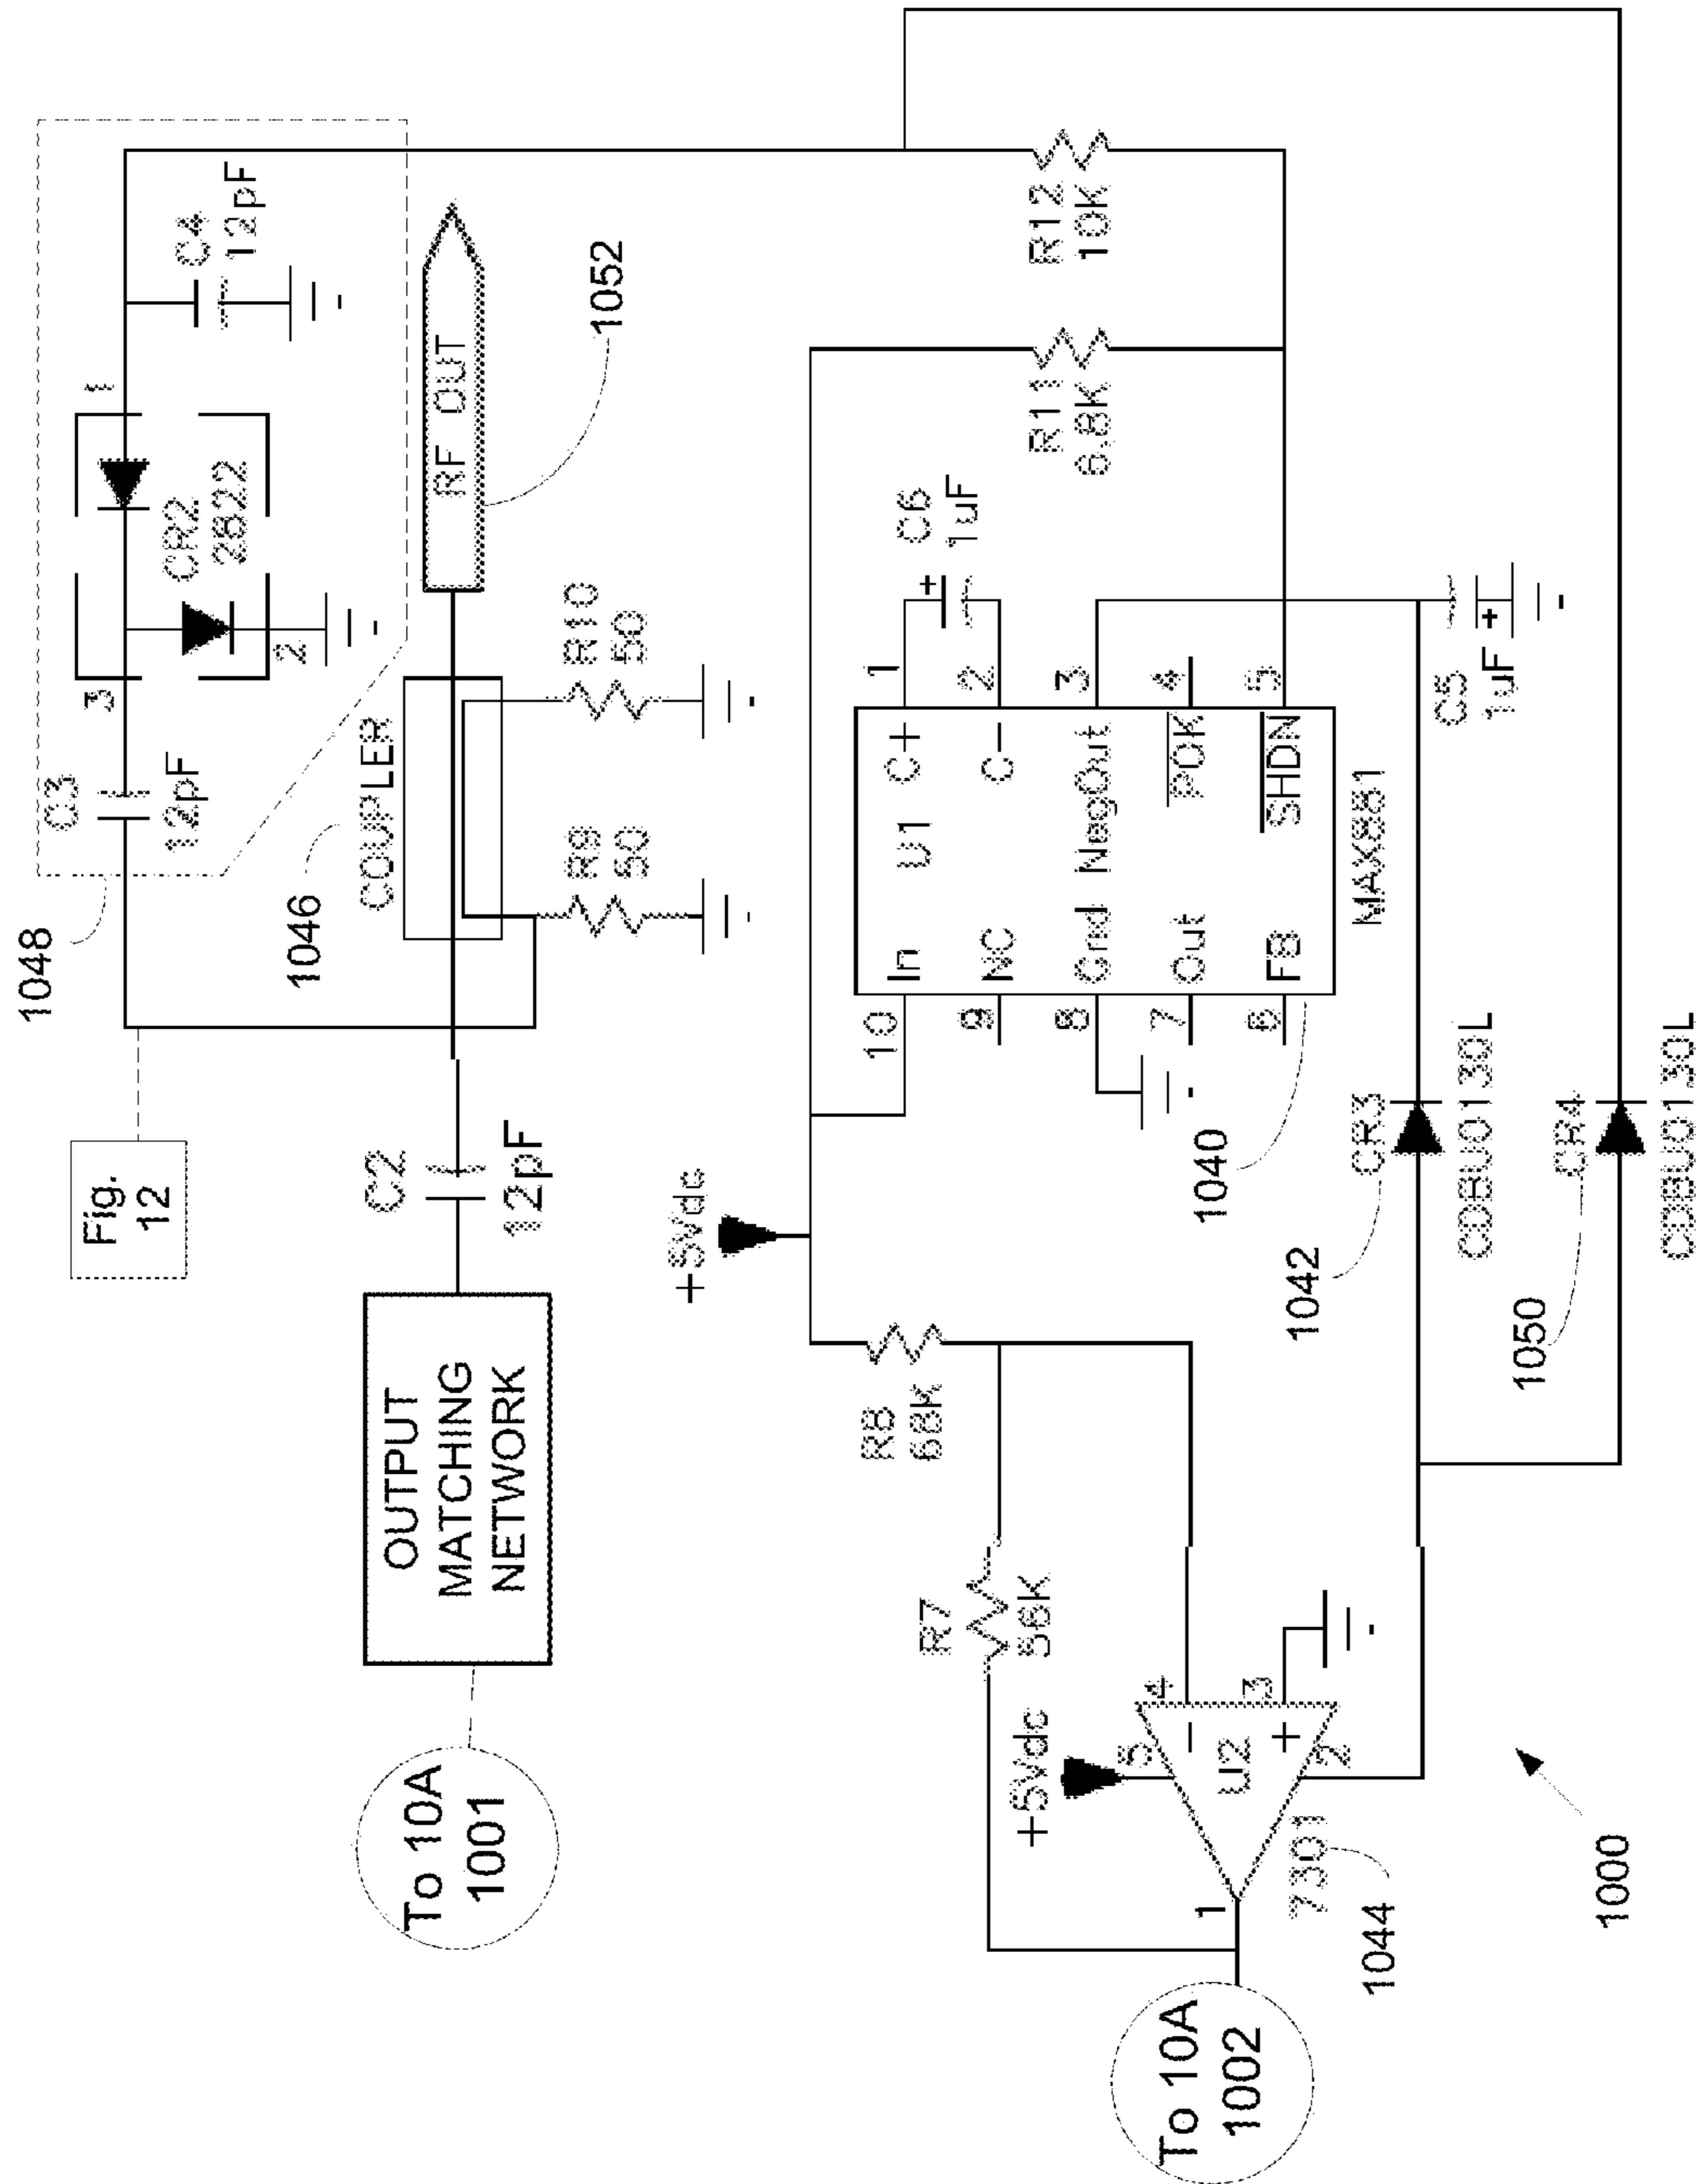 1048
C3
12pF
3
1
CR2
2822
2
C4
12pF
Fig.
12
1046
COUPLER
R9
50
R10
50
RF OUT
1052
To 10A
1001
OUTPUT
MATCHING
NETWORK
C2
12pF
+5Vdc
R8
68K
R7
56K
R11
6.8K
R12
10K
C6
1uF
+
10
In
U1
C+
1
9
NC
C-
2
8
Gnd
NegOut
3
7
Out
POK
4
6
FB
SHDN
5
MAX881
1040
C5
1uF
+
1042
CR3
CDBU0130L
1050
CR4
CDBU0130L
+5Vdc
5
4
-
U2
+
3
2
1
7301
1044
To 10A
1002
1000